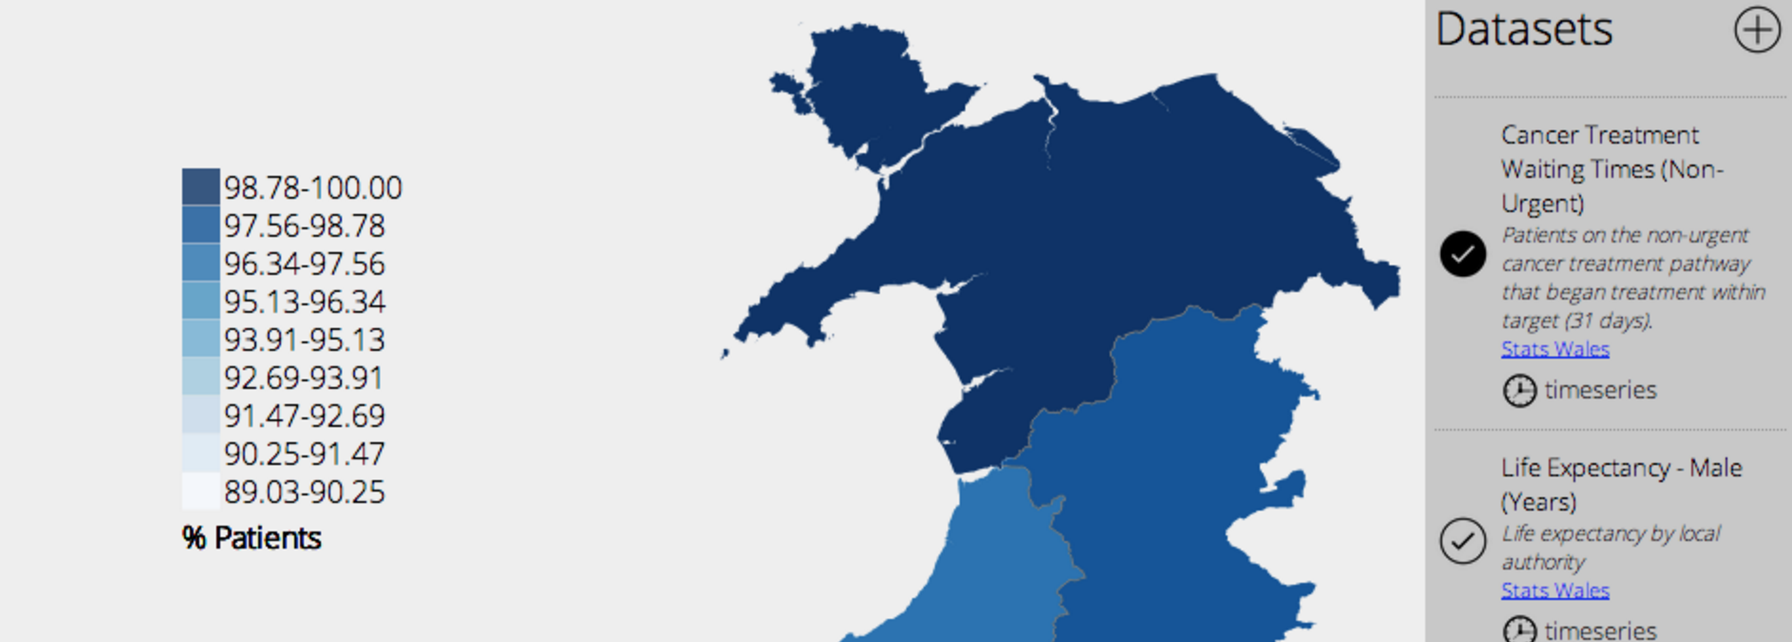 98.78-100.00
97.56-98.78
96.34-97.56
95.13-96.34
93.91-95.13
92.69-93.91
91.47-92.69
90.25-91.47
89.03-90.25
% Patients
Datasets
Cancer Treatment
Waiting Times (Non-
Urgent)
Patients on the non-urgent
cancer treatment pathway
that began treatment within
target (31 days).
Stats Wales
timeseries
Life Expectancy - Male
(Years)
Life expectancy by local
authority
Stats Wales
timeseries